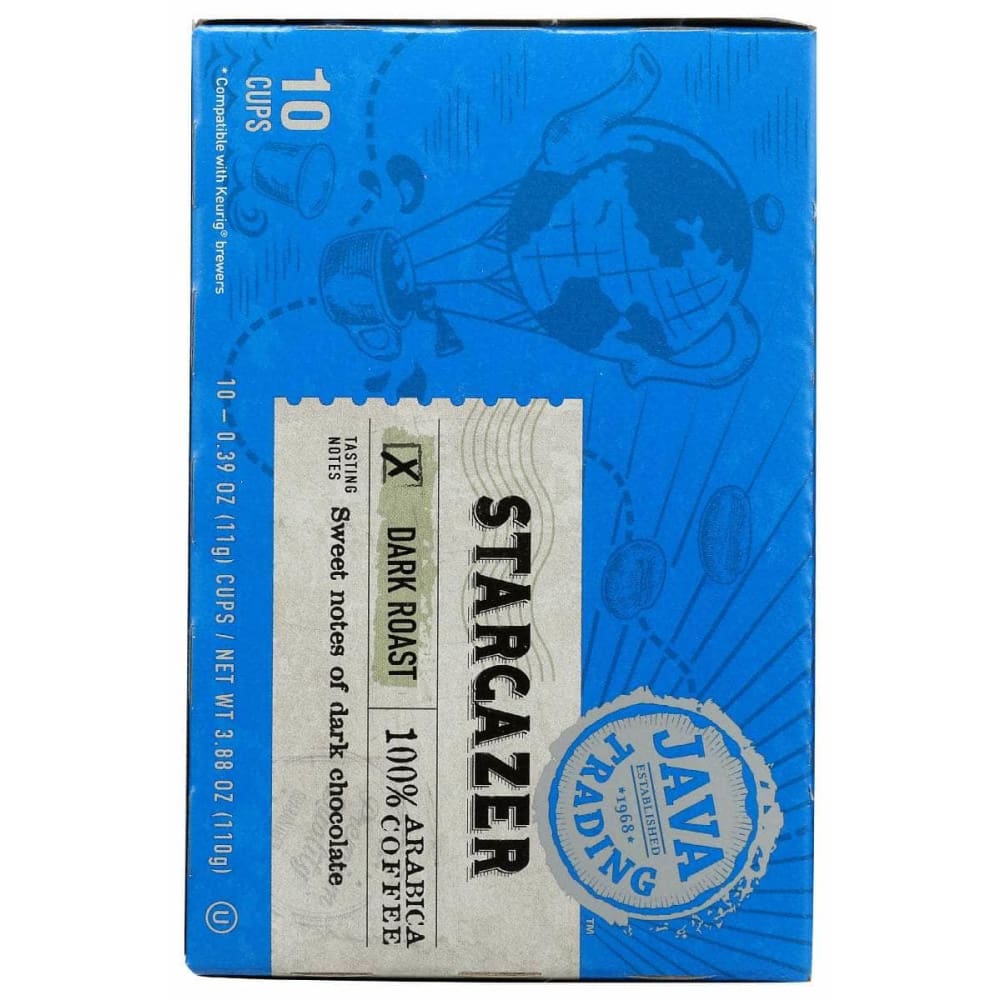 JAVA
ESTABLISHED
*1968*
TRADING
™
STARGAZER
X DARK ROAST
100% ARABICA
COFFEE
TASTING
NOTES
Sweet notes of dark chocolate
10
CUPS
*Compatible with Keurig® brewers
10 – 0.39 OZ (11g) CUPS / NET WT 3.88 OZ (110g)
U